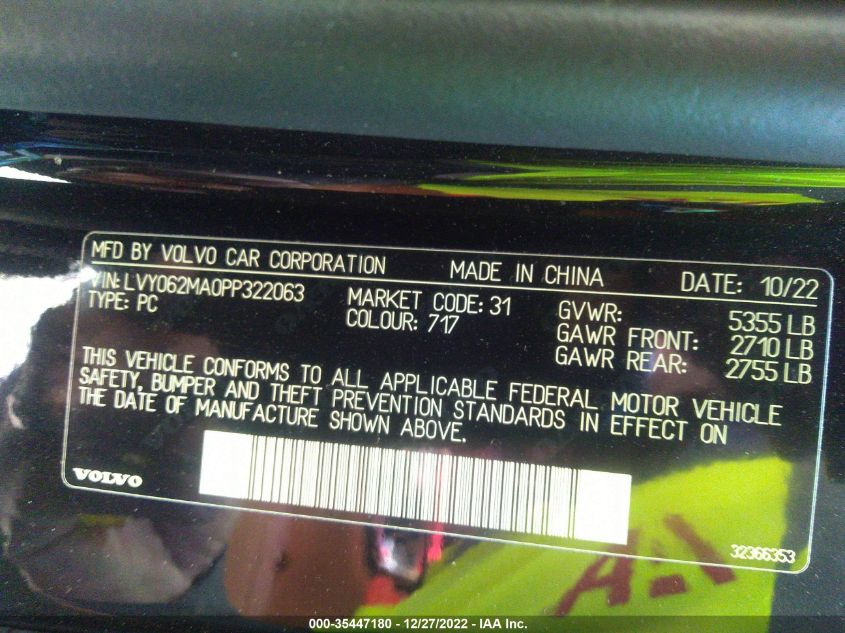 MFD BY VOLVO CAR CORPORATION MADE IN CHINA DATE: 10/22
VIN: LVY062MA0PP322063
TYPE: PC
MARKET CODE: 31
COLOUR: 717
GVWR: 5355 LB
GAWR FRONT: 2710 LB
GAWR REAR: 2755 LB
THIS VEHICLE CONFORMS TO ALL APPLICABLE FEDERAL MOTOR VEHICLE
SAFETY, BUMPER AND THEFT PREVENTION STANDARDS IN EFFECT ON
THE DATE OF MANUFACTURE SHOWN ABOVE.
VOLVO
32366353
000-35447180 - 12/27/2022 - IAA Inc.